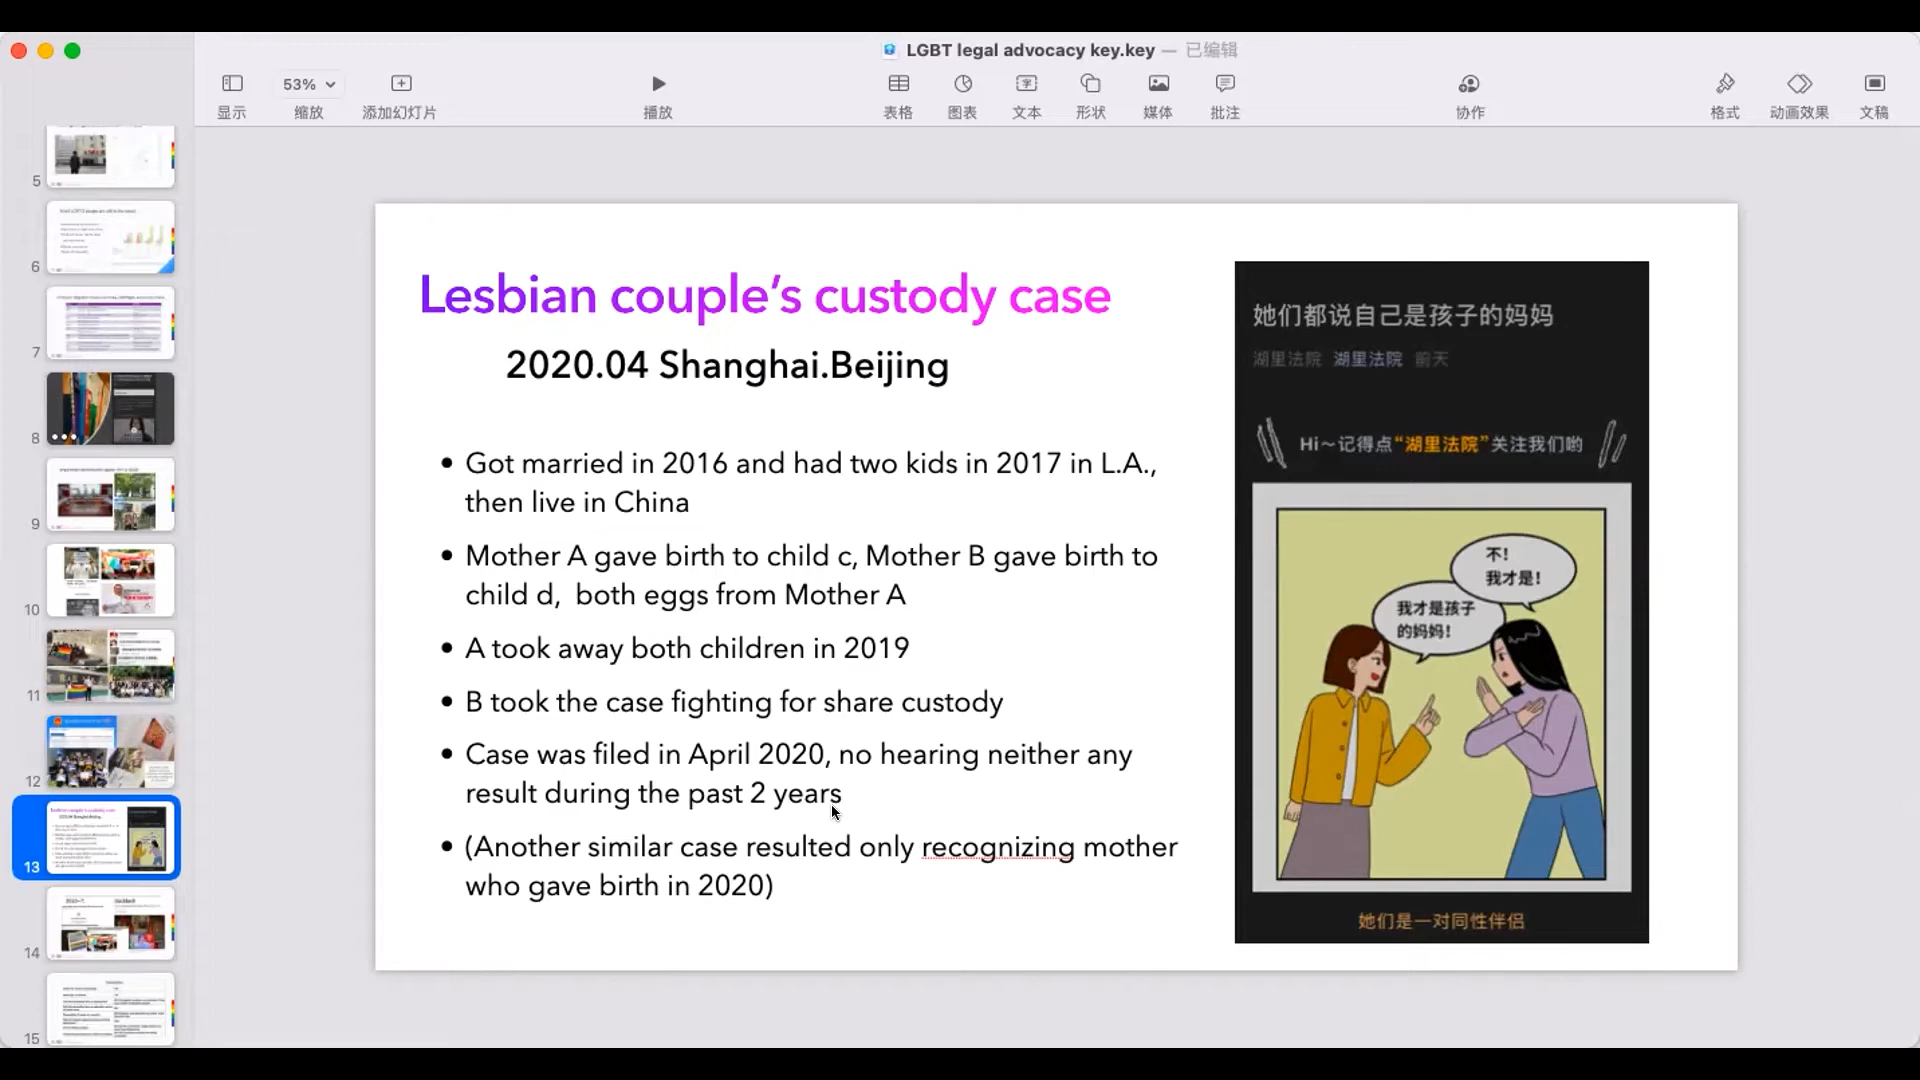 LGBT legal advocacy key.key — 已编辑
53%
显示
缩放
添加幻灯片
播放
表格
图表
文本
形状
媒体
批注
协作
格式
动画效果
文稿
5
6
7
8
9
10
11
12
13
14
15
Lesbian couple's custody case
2020.04 Shanghai.Beijing
• Got married in 2016 and had two kids in 2017 in L.A.,
then live in China
• Mother A gave birth to child c, Mother B gave birth to
child d, both eggs from Mother A
• A took away both children in 2019
• B took the case fighting for share custody
• Case was filed in April 2020, no hearing neither any
result during the past 2 years
• (Another similar case resulted only recognizing mother
who gave birth in 2020)
她们都说自己是孩子的妈妈
湖里法院 湖里法院 前天
Hi~记得点“湖里法院”关注我们哟
不!
我才是!
我才是孩子
的妈妈!
她们是一对同性伴侣